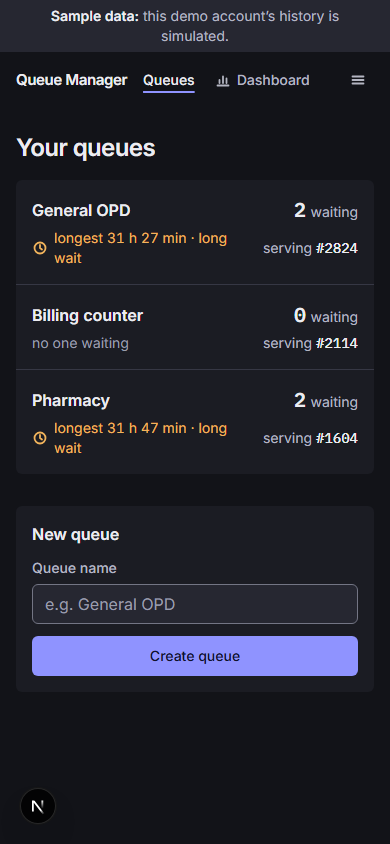 Sample data: this demo account's history is
simulated.
Queue Manager Queues Dashboard
Your queues
General OPD 2 waiting
longest 31 h 27 min · long
wait
serving #2824
Billing counter 0 waiting
no one waiting serving #2114
Pharmacy 2 waiting
longest 31 h 47 min · long
wait
serving #1604
New queue
Queue name
e.g. General OPD
Create queue
N